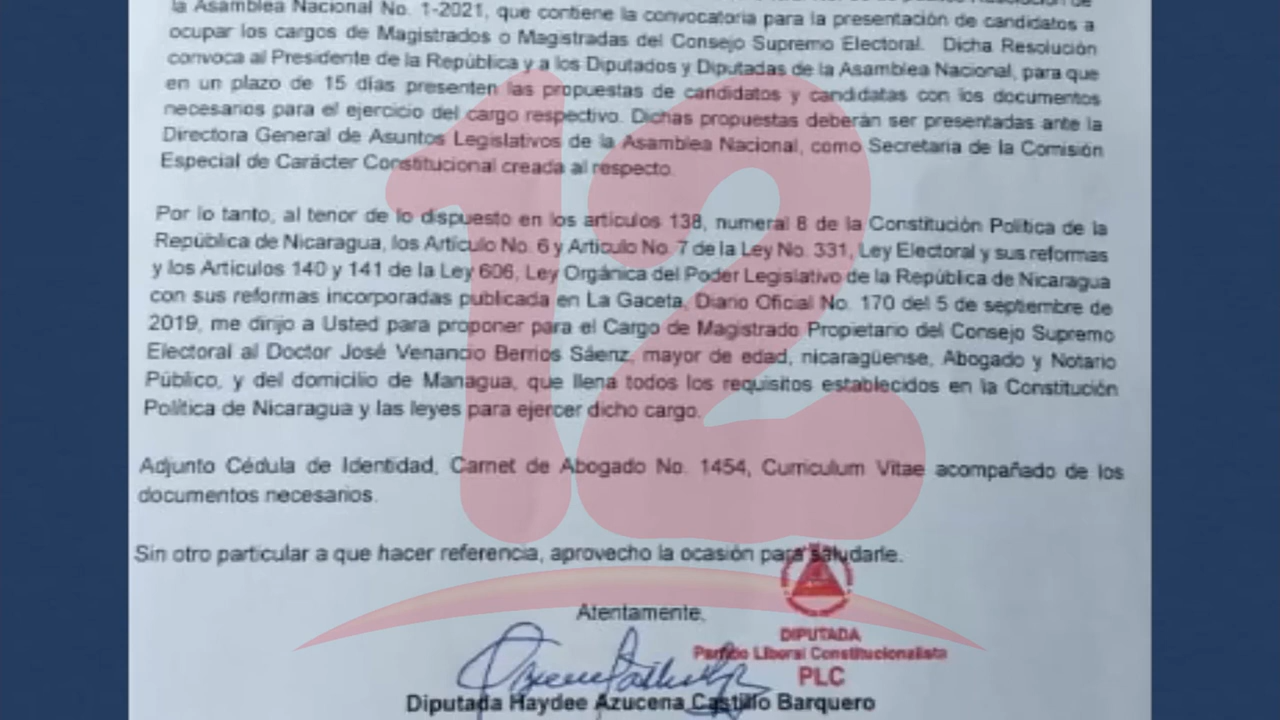 la Asamblea Nacional No. 1-2021, que contiene la convocatoria para la presentación de candidatos a
ocupar los cargos de Magistrados o Magistradas del Consejo Supremo Electoral. Dicha Resolución
convoca al Presidente de la República y a los Diputados y Diputadas de la Asamblea Nacional, para que
en un plazo de 15 días presenten las propuestas de candidatos y candidatas con los documentos
necesarios para el ejercicio del cargo respectivo. Dichas propuestas deberán ser presentadas ante la
Directora General de Asuntos Legislativos de la Asamblea Nacional, como Secretaria de la Comisión
Especial de Carácter Constitucional creada al respecto.
Por lo tanto, al tenor de lo dispuesto en los artículos 138, numeral 8 de la Constitución Política de la
República de Nicaragua, los Artículo No. 6 y Artículo No. 7 de la Ley No. 331, Ley Electoral y sus reformas
y los Artículos 140 y 141 de la Ley 606, Ley Orgánica del Poder Legislativo de la República de Nicaragua
con sus reformas incorporadas publicada en La Gaceta, Diario Oficial No. 170 del 5 de septiembre de
2019, me dirijo a Usted para proponer para el Cargo de Magistrado Propietario del Consejo Supremo
Electoral al Doctor José Venancio Berrios Sáenz, mayor de edad, nicaragüense, Abogado y Notario
Público, y del domicilio de Managua, que llena todos los requisitos establecidos en la Constitución
Política de Nicaragua y las leyes para ejercer dicho cargo.
Adjunto Cédula de Identidad, Carnet de Abogado No. 1454, Curriculum Vitae acompañado de los
documentos necesarios.
Sin otro particular a que hacer referencia, aprovecho la ocasión para saludarle.
Atentamente,
DIPUTADA
Partido Liberal Constitucionalista
PLC
Diputada Haydee Azucena Castillo Barquero
12